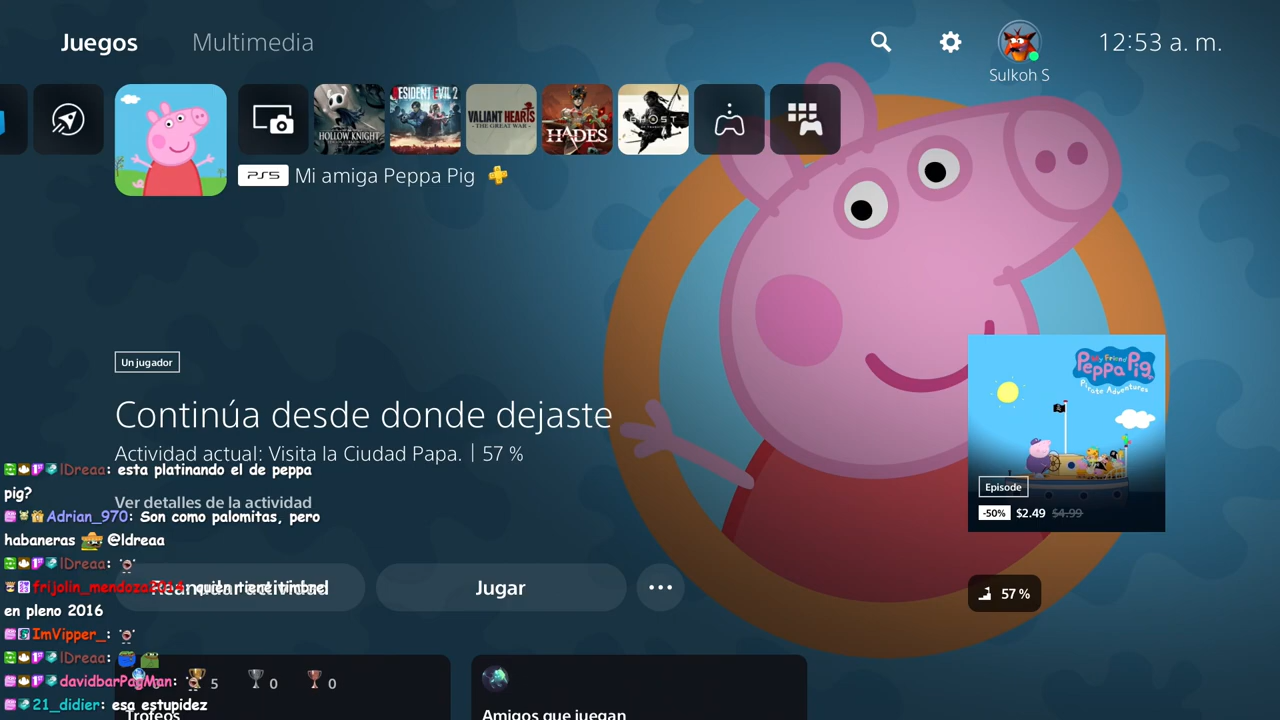 Juegos
Multimedia
12:53 a. m.
Sulkoh S
HOLLOW KNIGHT
RESIDENT EVIL 2
VALIANT HEARTS
THE GREAT WAR
HADES
GHOST
PS5 Mi amiga Peppa Pig
Un jugador
Continúa desde donde dejaste
Actividad actual: Visita la Ciudad Papa. | 57 %
Ver detalles de la actividad
Reanudar actividad
Jugar
My Friend
Peppa Pig
Pirate Adventures
Episode
-50% $2.49 $4.99
57 %
lDreaa: esta platinando el de peppa
pig?
Adrian_970: Son como palomitas, pero
habaneras @ldreaa
lDreaa:
frijolin_mendoza2014:
en pleno 2016
ImVipper_:
lDreaa:
davidbarPagMan:
21_didier: esa estupidez
5
0
0
Trofeos
Amigos que juegan